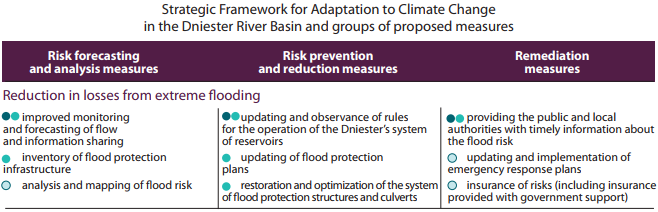 Strategic Framework for Adaptation to Climate Change
in the Dniester River Basin and groups of proposed measures
Risk forecasting
and analysis measures
Risk prevention
and reduction measures
Remediation
measures
Reduction in losses from extreme flooding
improved monitoring
and forecasting of flow
and information sharing
inventory of flood protection
infrastructure
analysis and mapping of flood risk
updating and observance of rules
for the operation of the Dniester's system
of reservoirs
updating of flood protection
plans
restoration and optimization of the system
of flood protection structures and culverts
providing the public and local
authorities with timely information about
the flood risk
updating and implementation of
emergency response plans
insurance of risks (including insurance
provided with government support)